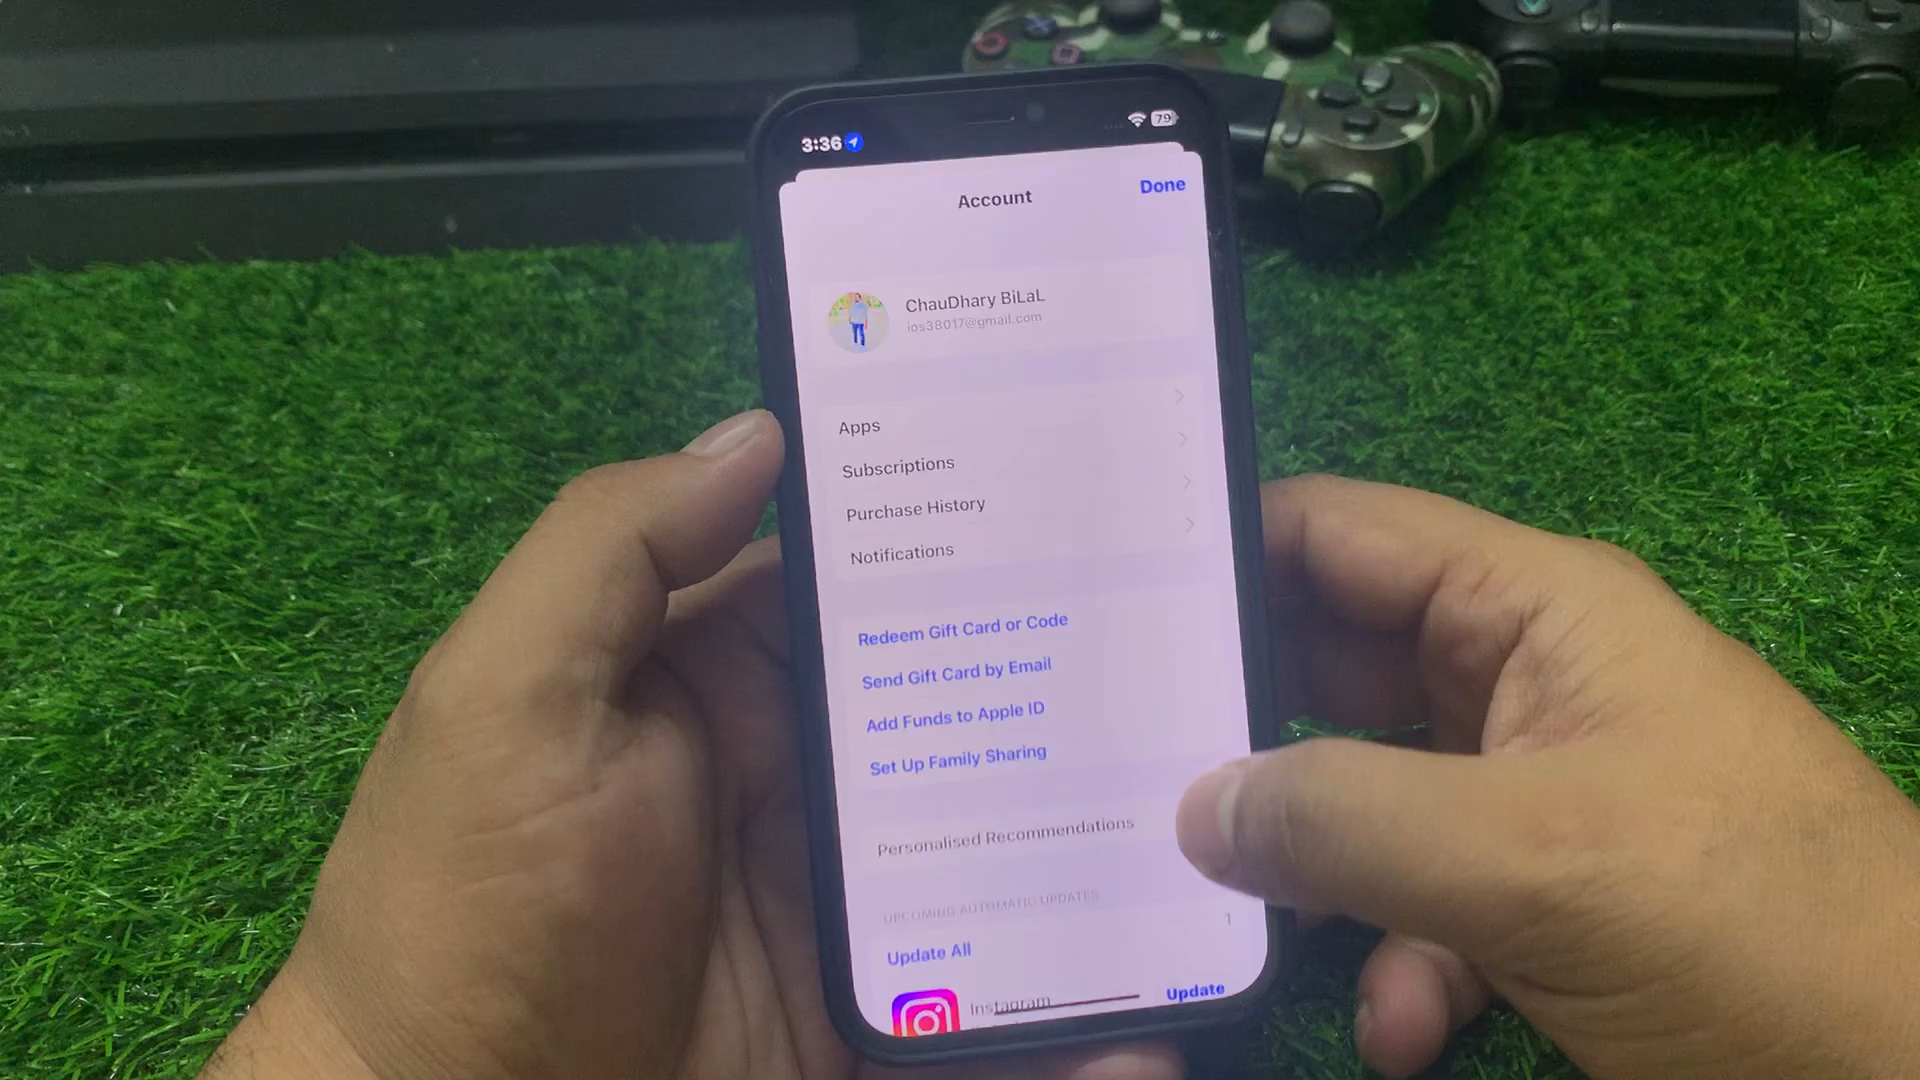 3:36
79
Account
Done
ChauDhary BiLaL
ios38017@gmail.com
Apps
Subscriptions
Purchase History
Notifications
Redeem Gift Card or Code
Send Gift Card by Email
Add Funds to Apple ID
Set Up Family Sharing
Personalised Recommendations
UPCOMING AUTOMATIC UPDATES
Update All
1
Instagram
Update